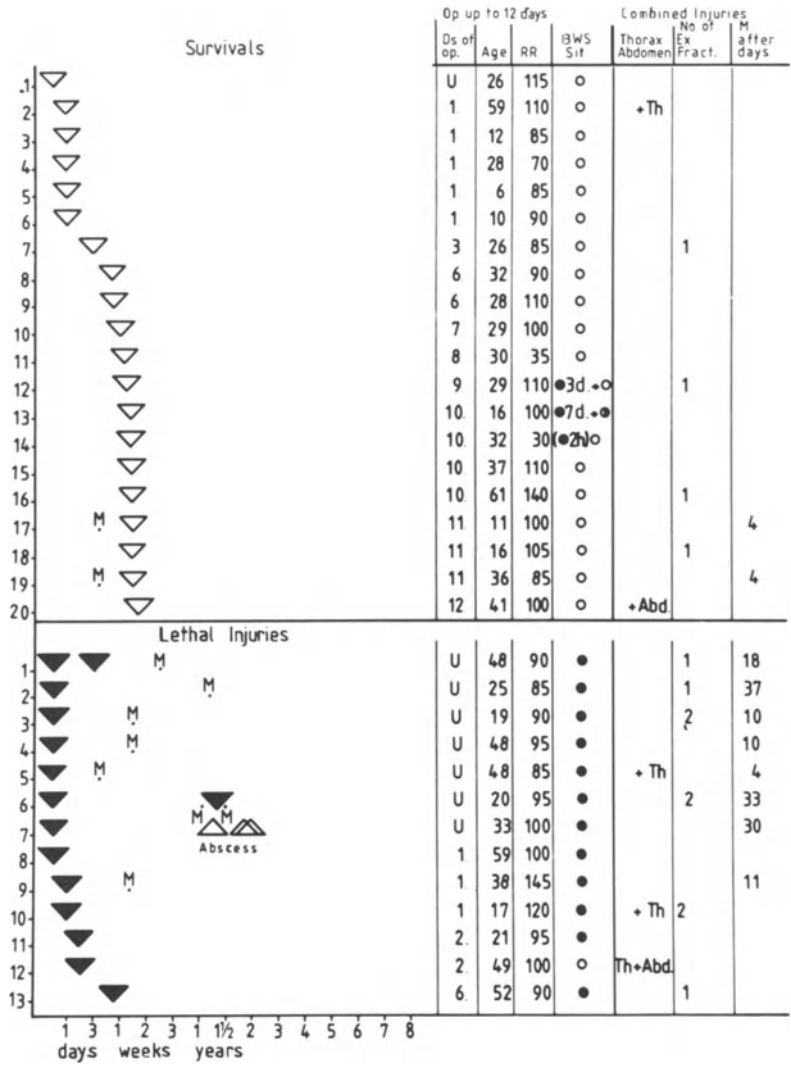 Op up to 12 days Combined Injuries
Survivals
Ds of op. Age RR BWS Sit Thorax Abdomen No of Ex Fract. M after days
1. U 26 115 ○
2. 1. 59 110 ○ + Th
3. 1 12 85 ○
4. 1 28 70 ○
5. 1 6 85 ○
6. 1. 10 90 ○
7. 3 26 85 ○ 1
8. 6. 32 90 ○
9. 6 28 110 ○
10. 7 29 100 ○
11. 8 30 35 ○
12. 9 29 110 ●3d.+○ 1
13. 10. 16 100 ●7d.+◑
14. 10. 32 30 (●2h)○
15. 10. 37 110 ○
16. 10. 61 140 ○ 1
17. M 11 11 100 ○ 4
18. 11 16 105 ○ 1
19. M 11 36 85 ○ 4
20. 12 41 100 ○ + Abd.
Lethal Injuries
1. M U 48 90 ● 1 18
2. M U 25 85 ● 1 37
3. M U 19 90 ● 2 10
4. M U 48 95 ● 10
5. M U 48 85 ● + Th 4
6. U 20 95 ● 2 33
7. M M U 33 100 ● 30
Abscess
8. 1. 59 100 ●
9. M 1. 38 145 ● 11
10. 1 17 120 ● + Th 2
11. 2. 21 95 ●
12. 2. 49 100 ○ Th+Abd.
13. 6. 52 90 ● 1
1 3 1 2 3 1 1½ 2 3 4 5 6 7 8
days weeks years